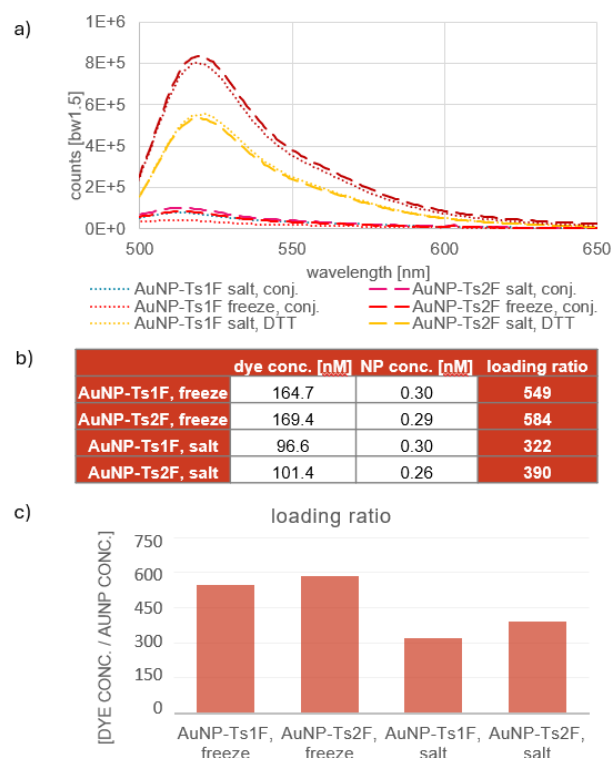 a)
1E+6
8E+5
6E+5
4E+5
2E+5
0E+0
counts [bw1.5]
500 550 600 650
wavelength [nm]
AuNP-Ts1F salt, conj. AuNP-Ts2F salt, conj.
AuNP-Ts1F freeze, conj. AuNP-Ts2F freeze, conj.
AuNP-Ts1F salt, DTT AuNP-Ts2F salt, DTT
b)
dye conc. [nM] NP conc. [nM] loading ratio
AuNP-Ts1F, freeze 164.7 0.30 549
AuNP-Ts2F, freeze 169.4 0.29 584
AuNP-Ts1F, salt 96.6 0.30 322
AuNP-Ts2F, salt 101.4 0.26 390
c)
loading ratio
750
600
450
300
150
0
[DYE CONC. / AUNP CONC.]
AuNP-Ts1F, AuNP-Ts2F, AuNP-Ts1F, AuNP-Ts2F,
freeze freeze salt salt